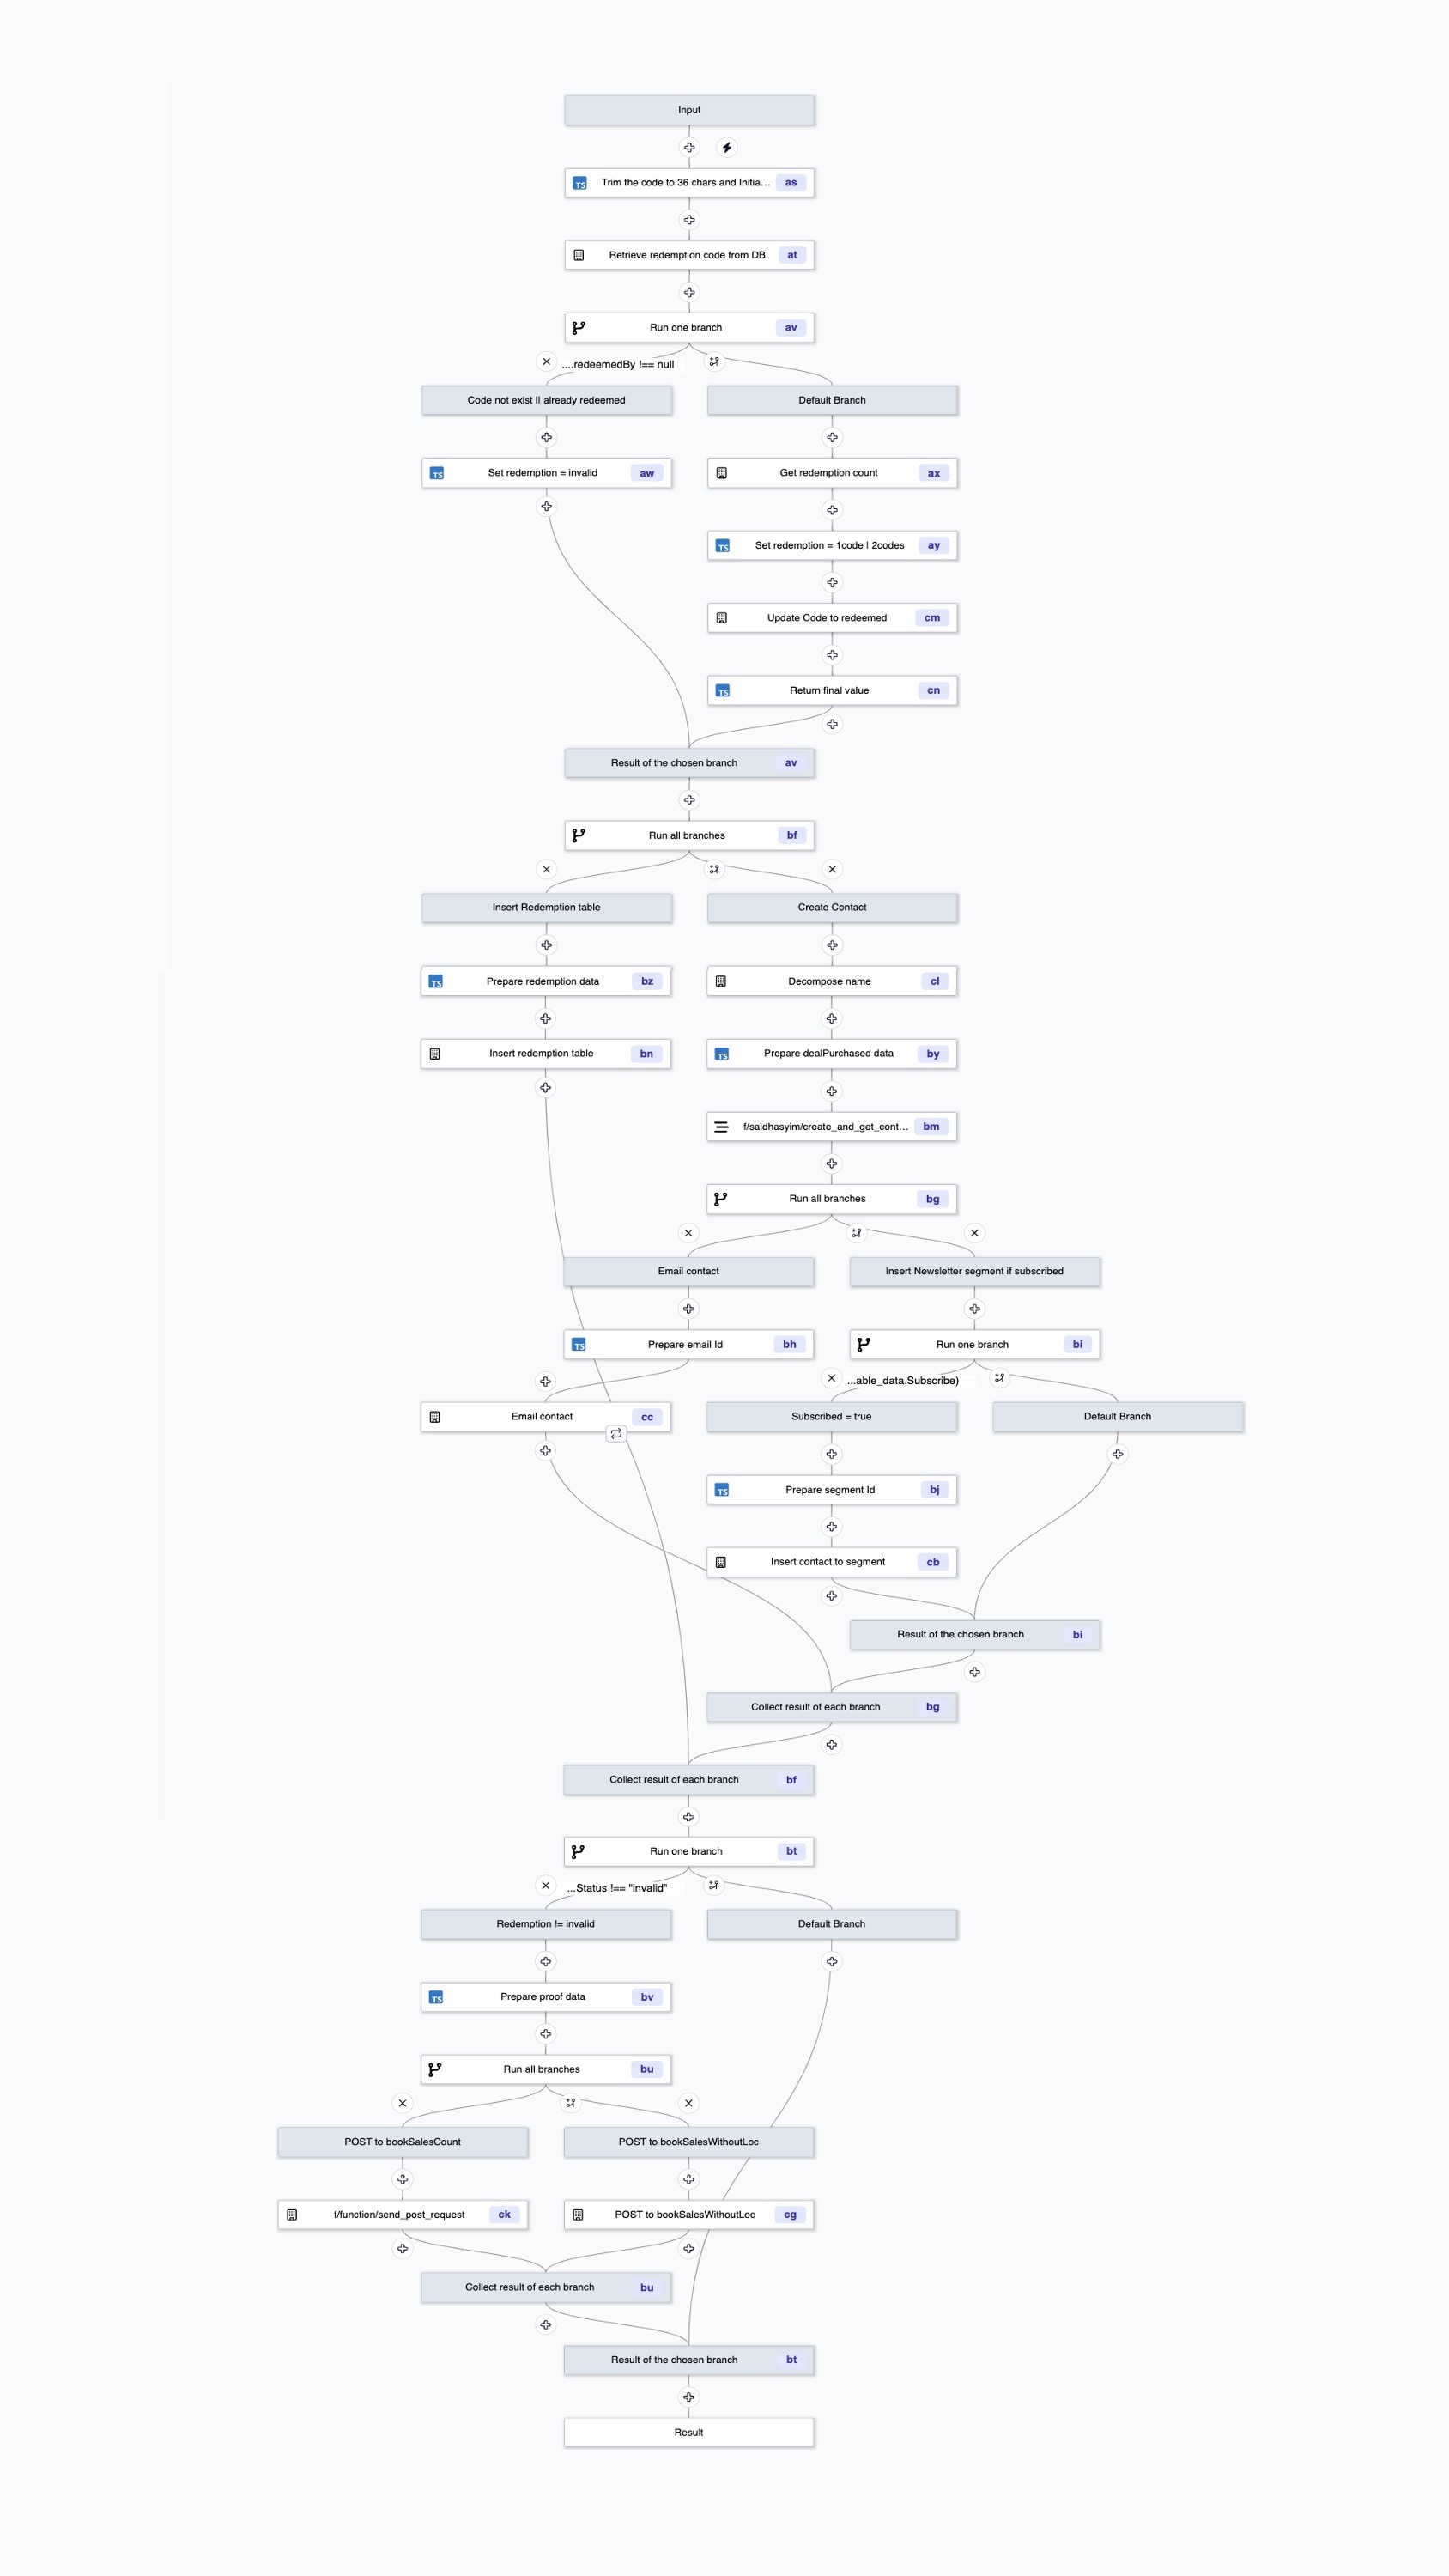 Input
TS Trim the code to 36 chars and Initia... as
Retrieve redemption code from DB at
Run one branch av
....redeemedBy !== null
Code not exist || already redeemed
Default Branch
TS Set redemption = invalid aw
Get redemption count ax
TS Set redemption = 1code | 2codes ay
Update Code to redeemed cm
TS Return final value cn
Result of the chosen branch av
Run all branches bf
Insert Redemption table
Create Contact
TS Prepare redemption data bz
Decompose name cl
Insert redemption table bn
TS Prepare dealPurchased data by
f/saidhasyim/create_and_get_cont... bm
Run all branches bg
Email contact
Insert Newsletter segment if subscribed
TS Prepare email Id bh
Run one branch bi
...able_data.Subscribe)
Email contact cc
Subscribed = true
Default Branch
TS Prepare segment Id bj
Insert contact to segment cb
Result of the chosen branch bi
Collect result of each branch bg
Collect result of each branch bf
Run one branch bt
...Status !== "invalid"
Redemption != invalid
Default Branch
TS Prepare proof data bv
Run all branches bu
POST to bookSalesCount
POST to bookSalesWithoutLoc
f/function/send_post_request ck
POST to bookSalesWithoutLoc cg
Collect result of each branch bu
Result of the chosen branch bt
Result